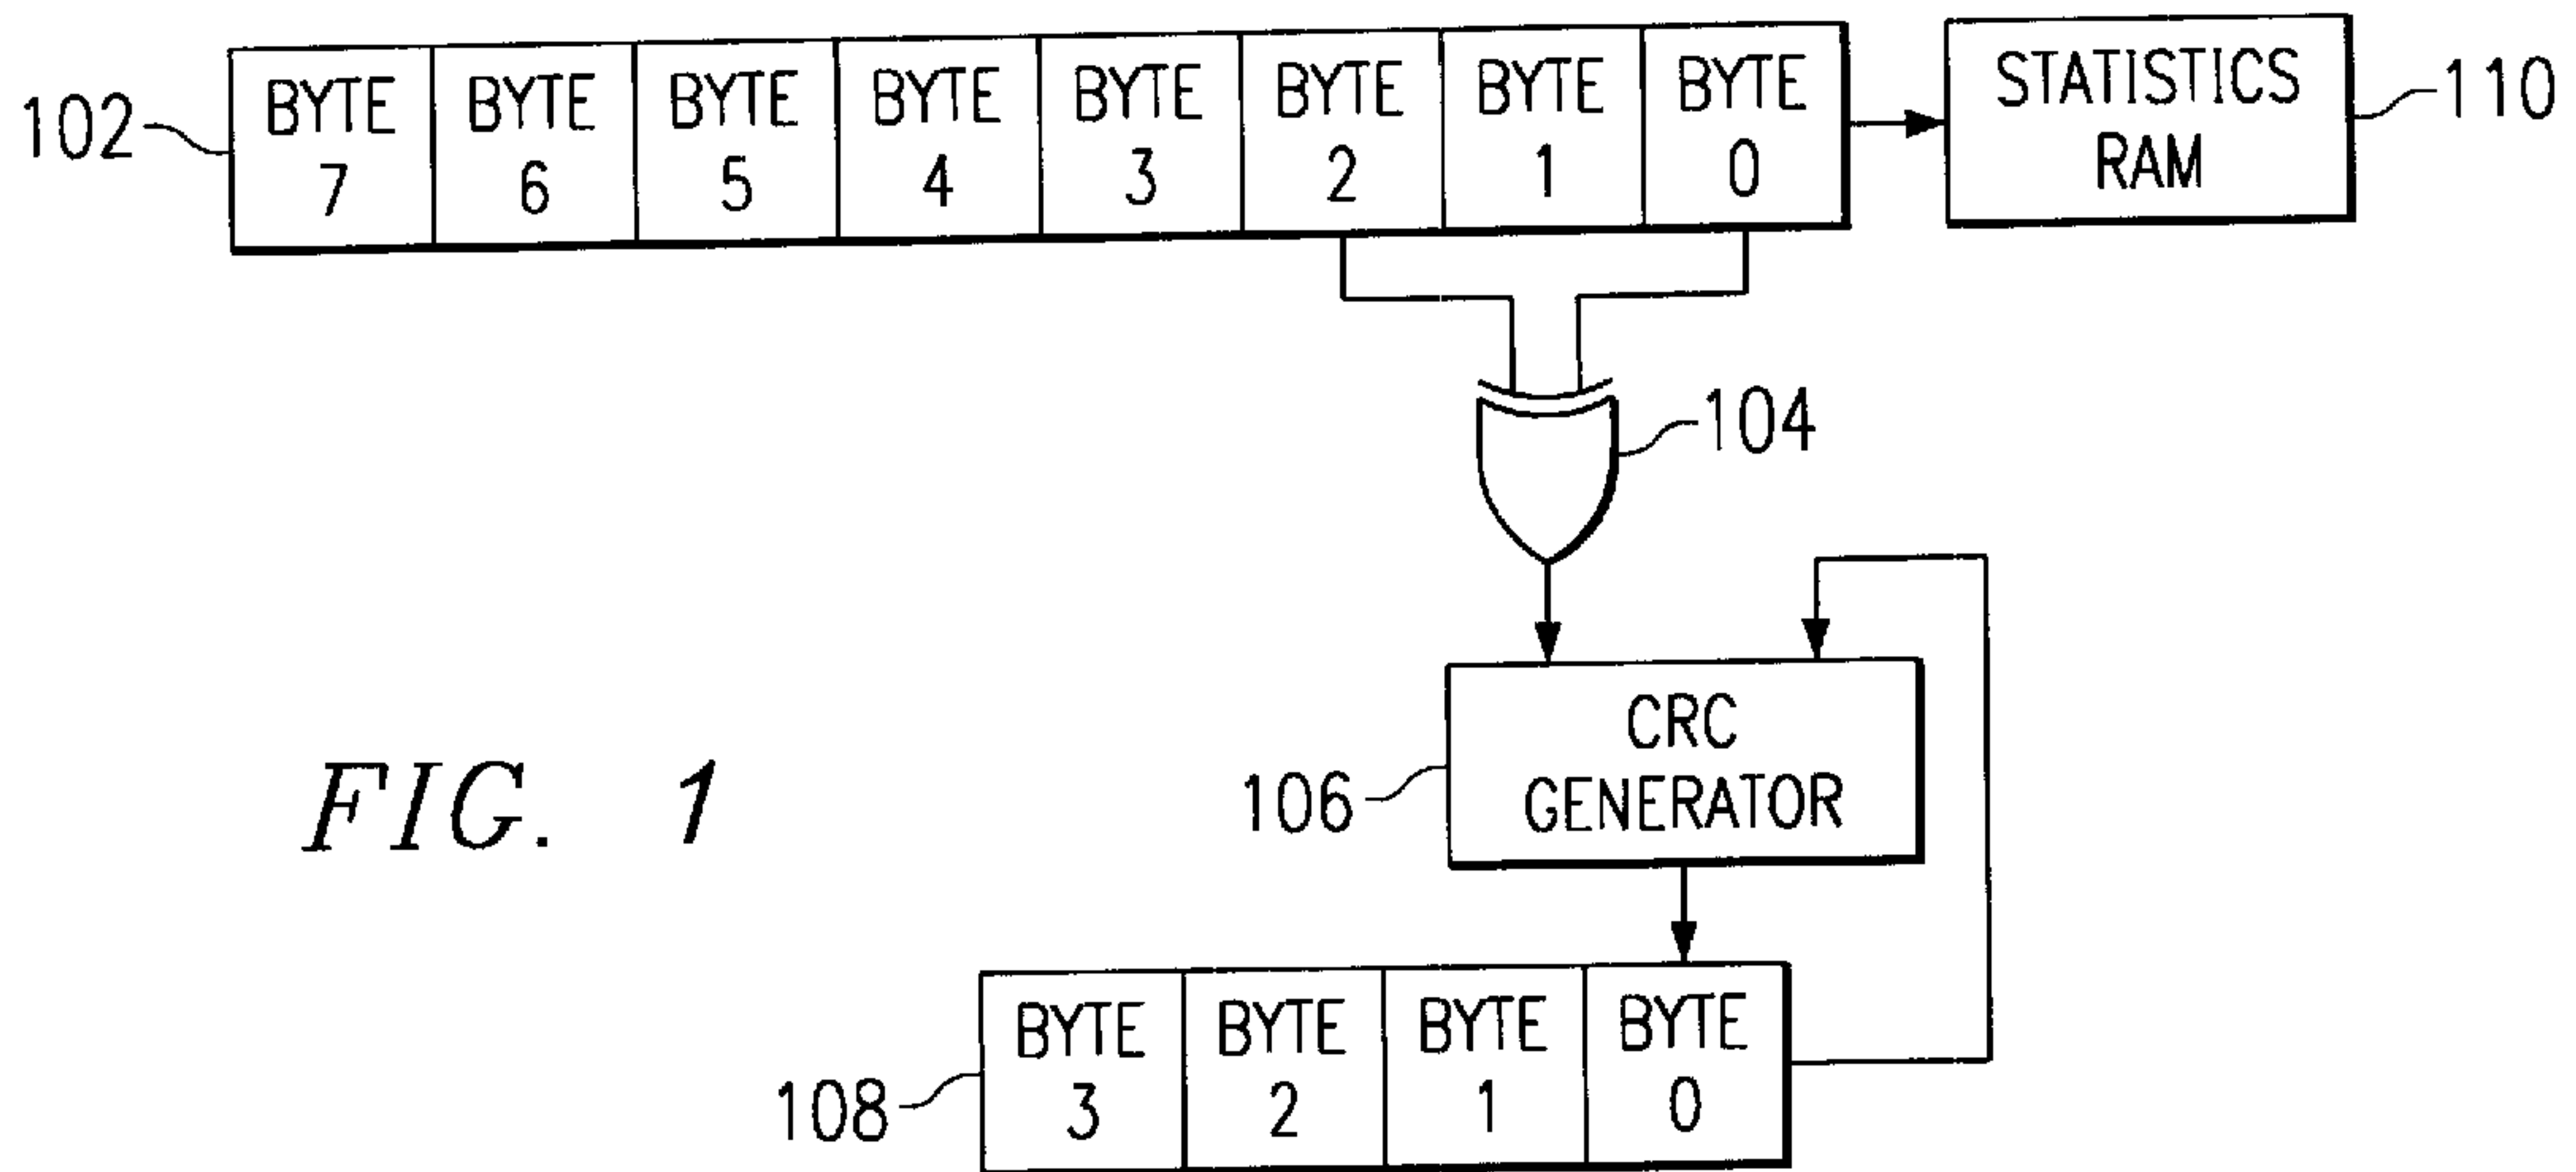 102
BYTE 7
BYTE 6
BYTE 5
BYTE 4
BYTE 3
BYTE 2
BYTE 1
BYTE 0
STATISTICS
RAM
110
104
CRC
GENERATOR
106
FIG. 1
108
BYTE 3
BYTE 2
BYTE 1
BYTE 0